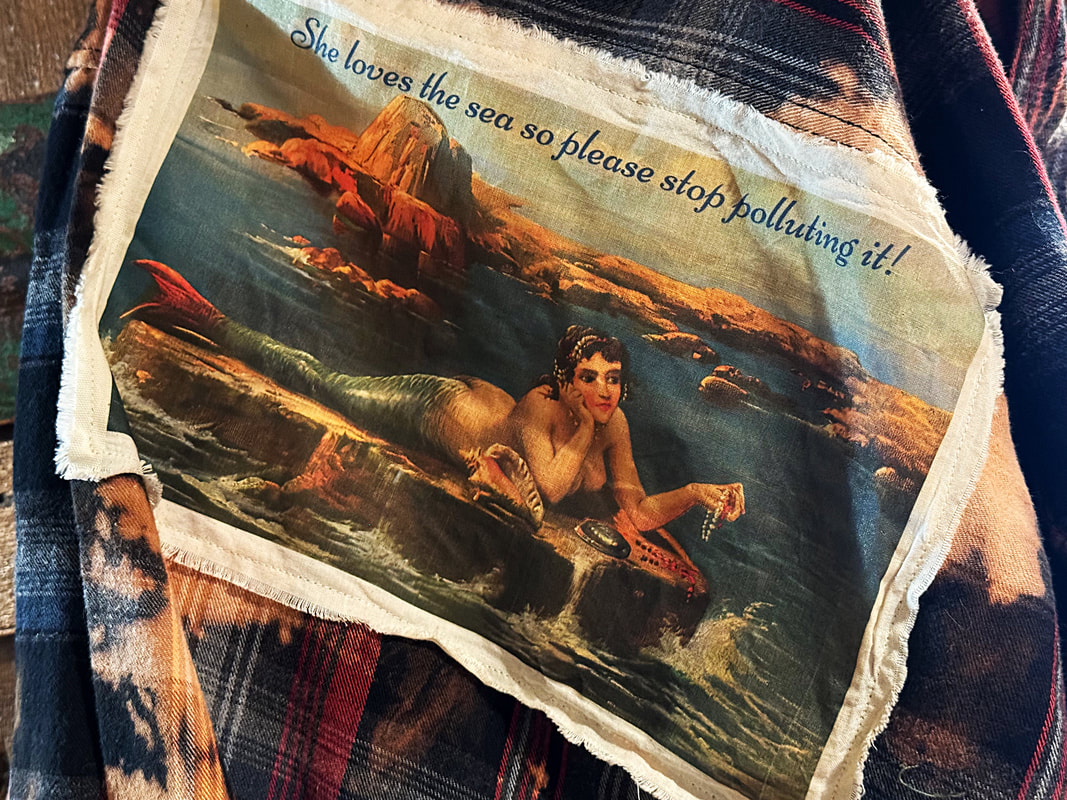 She loves the sea so please stop polluting it!